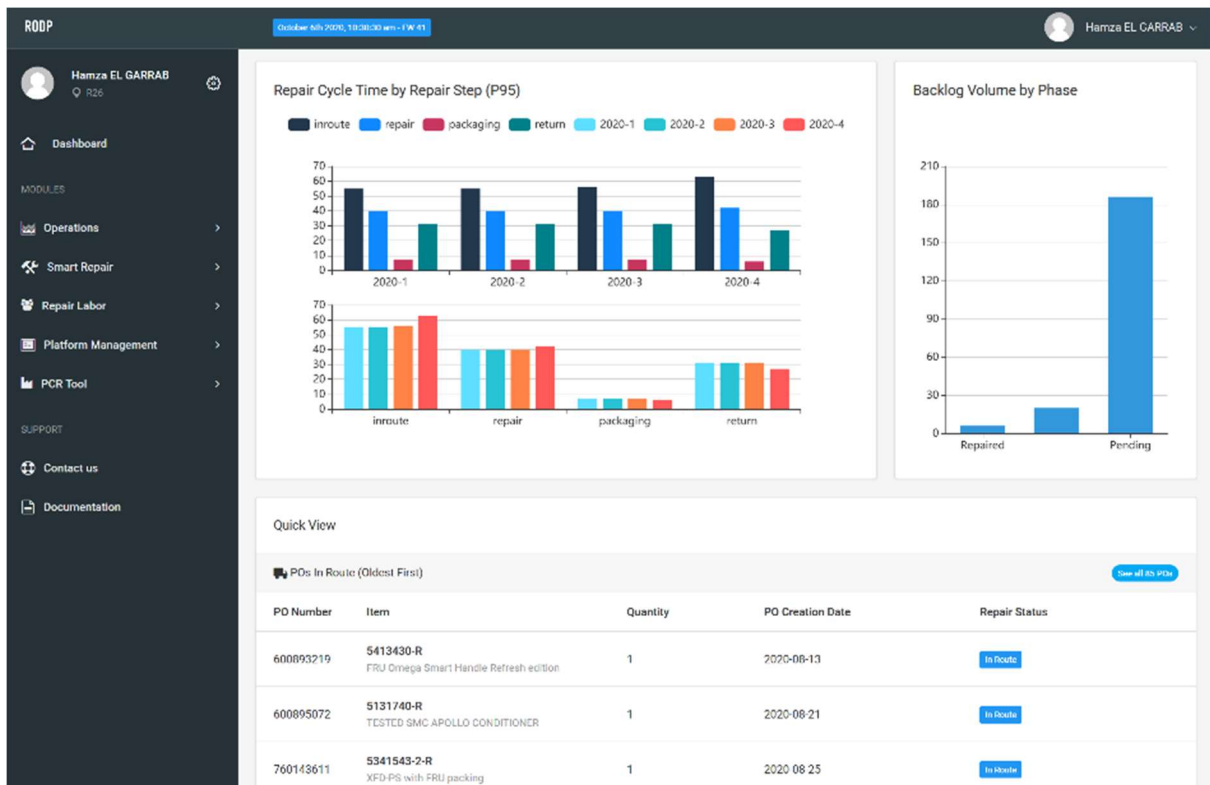 RODP
October 6th 2020, 10:38:30 am - FW 41
Hamza EL GARRAB
Hamza EL GARRAB
R26
Dashboard
MODULES
Operations
Smart Repair
Repair Labor
Platform Management
PCR Tool
SUPPORT
Contact us
Documentation
Repair Cycle Time by Repair Step (P95)
inroute repair packaging return 2020-1 2020-2 2020-3 2020-4
70
60
50
40
30
20
10
0
2020-1 2020-2 2020-3 2020-4
70
60
50
40
30
20
10
0
inroute repair packaging return
Backlog Volume by Phase
210
180
150
120
90
60
30
0
Repaired Pending
Quick View
POs In Route (Oldest First)
See all 85 POs
PO Number Item Quantity PO Creation Date Repair Status
600893219 5413430-R 1 2020-08-13 In Route
FRU Omega Smart Handle Refresh edition
600895072 5131740-R 1 2020-08-21 In Route
TESTED SMC APOLLO CONDITIONER
760143611 5341543-2-R 1 2020-08-25 In Route
XFD-PS with FRU packing